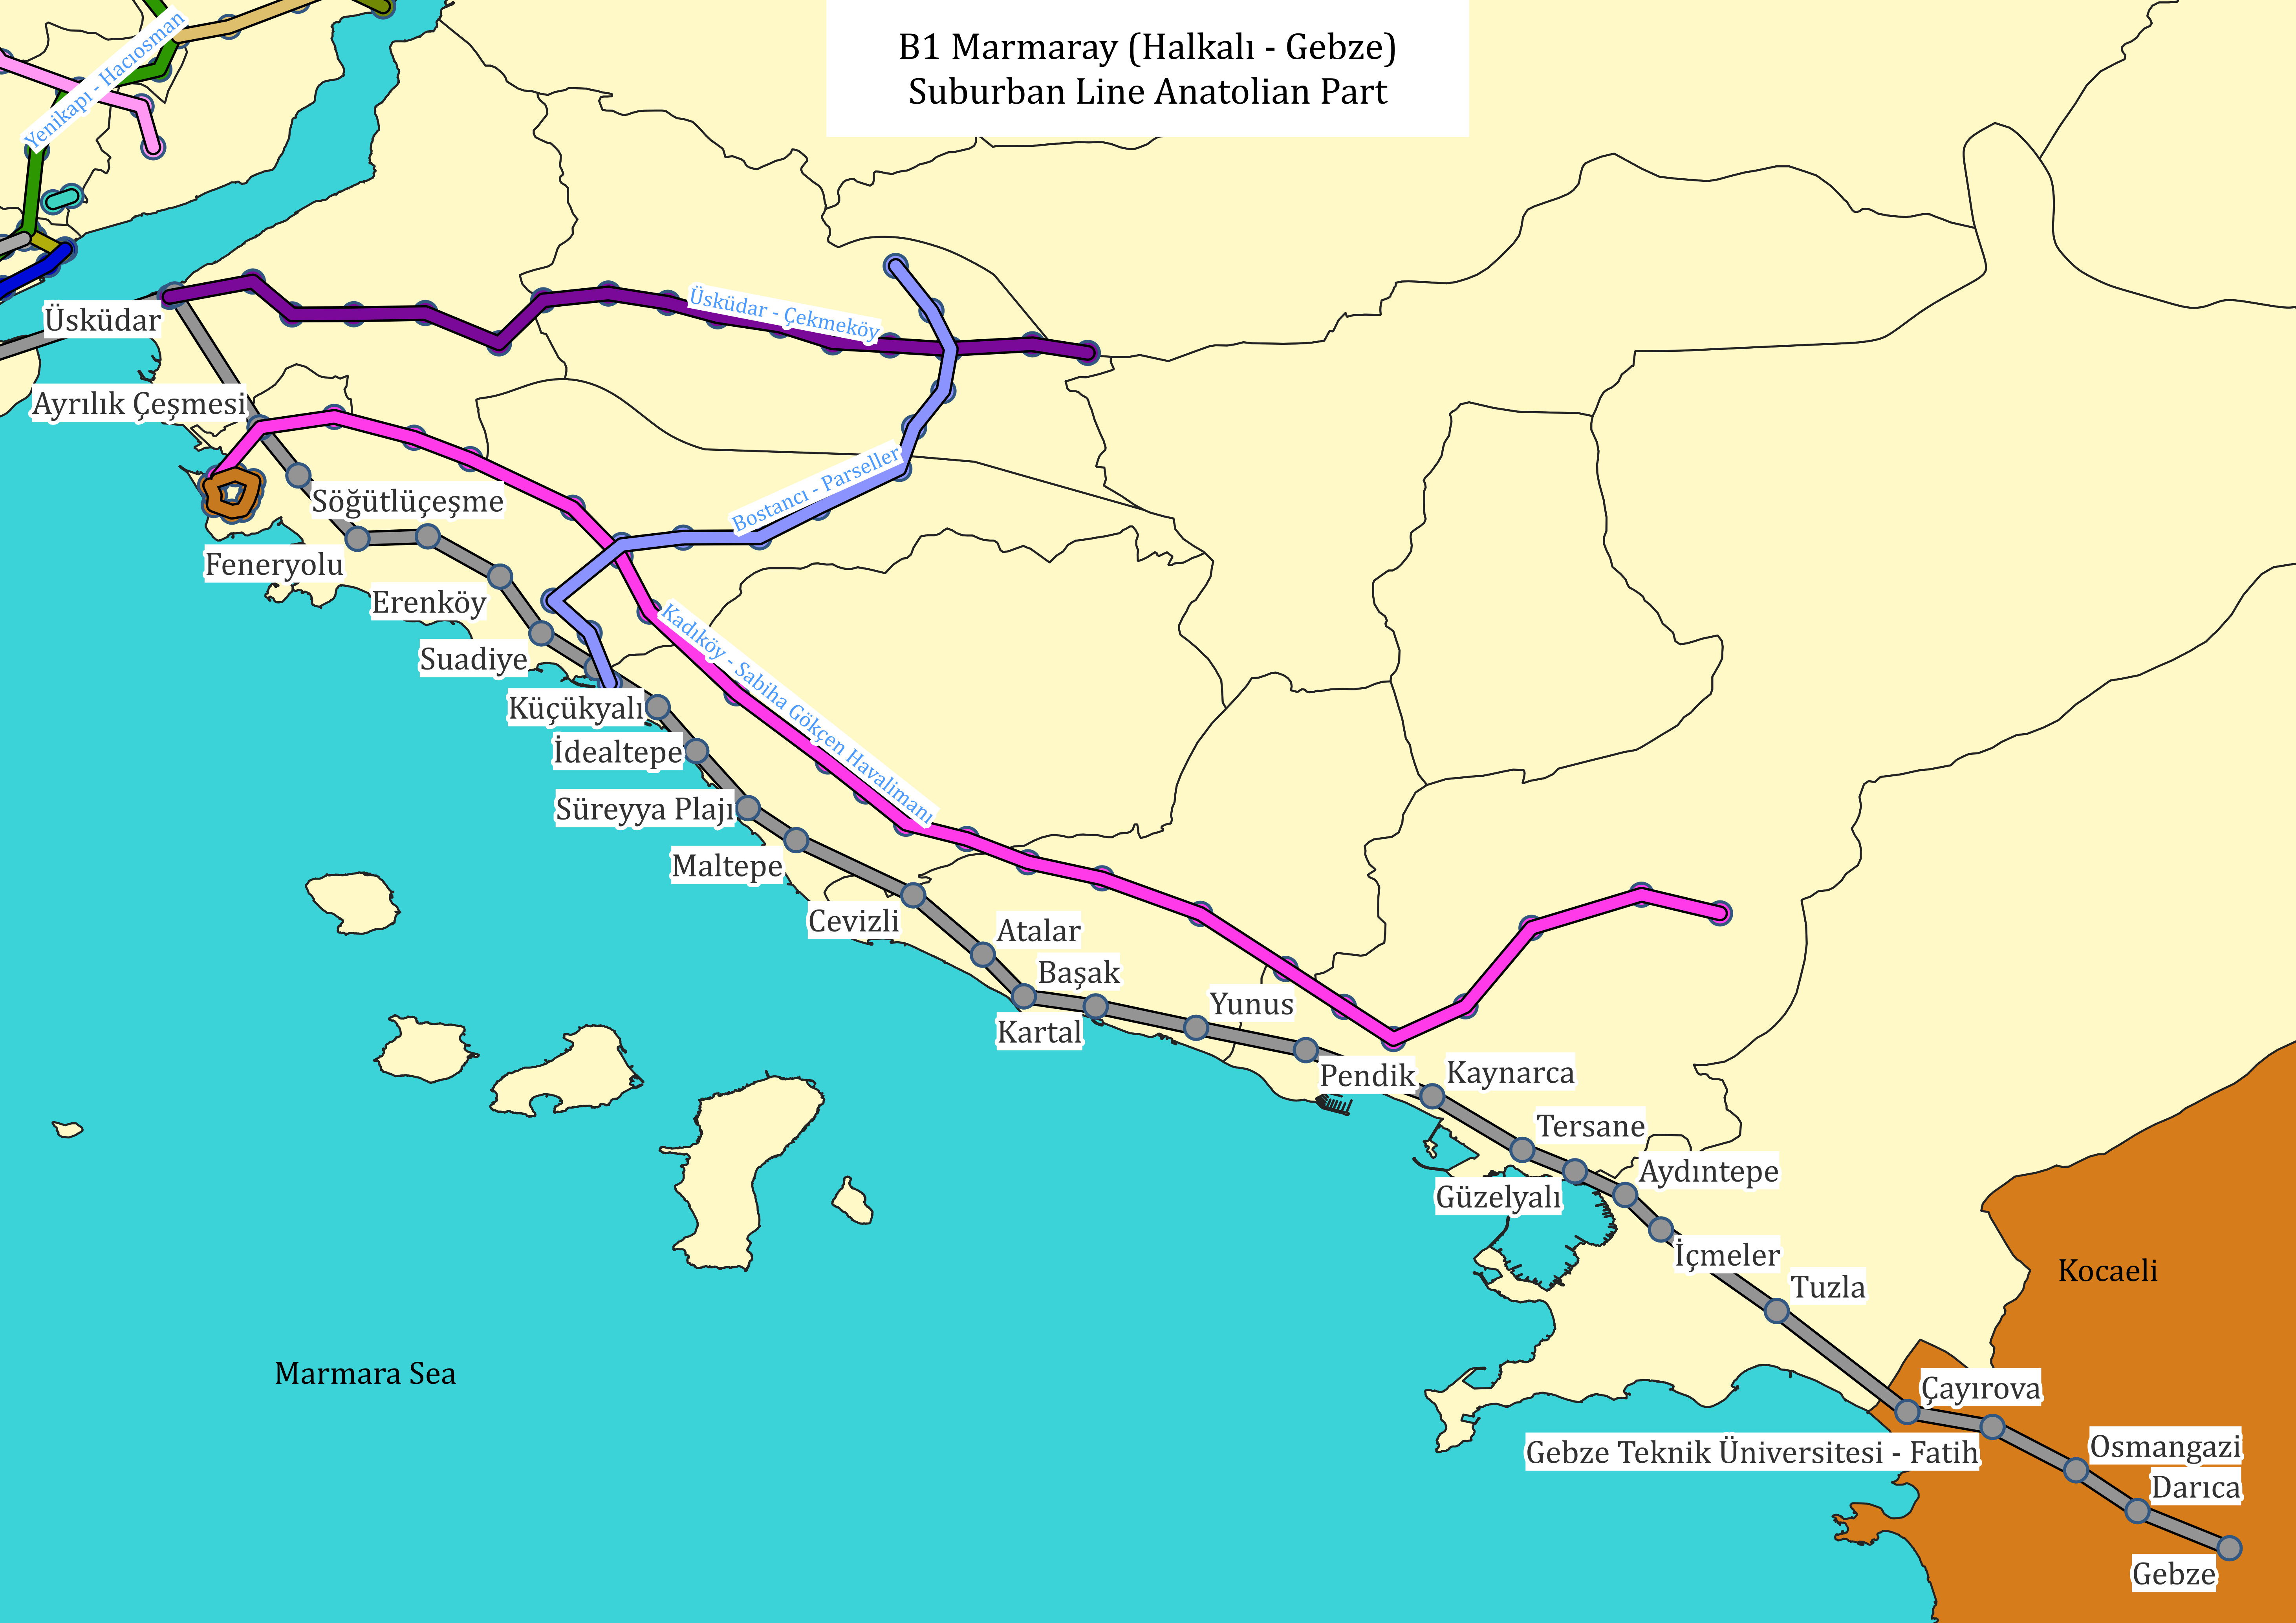 B1 Marmaray (Halkalı - Gebze)
Suburban Line Anatolian Part
Yenikapı - Hacıosman
Üsküdar
Üsküdar - Çekmeköy
Ayrılık Çeşmesi
Bostancı - Parseller
Söğütlüçeşme
Feneryolu
Erenköy
Kadıköy - Sabiha Gökçen Havalimanı
Suadiye
Küçükyalı
İdealtepe
Süreyya Plajı
Maltepe
Cevizli
Atalar
Başak
Kartal
Yunus
Pendik
Kaynarca
Tersane
Aydıntepe
Güzelyalı
İçmeler
Kocaeli
Tuzla
Marmara Sea
Çayırova
Gebze Teknik Üniversitesi - Fatih
Osmangazi
Darıca
Gebze